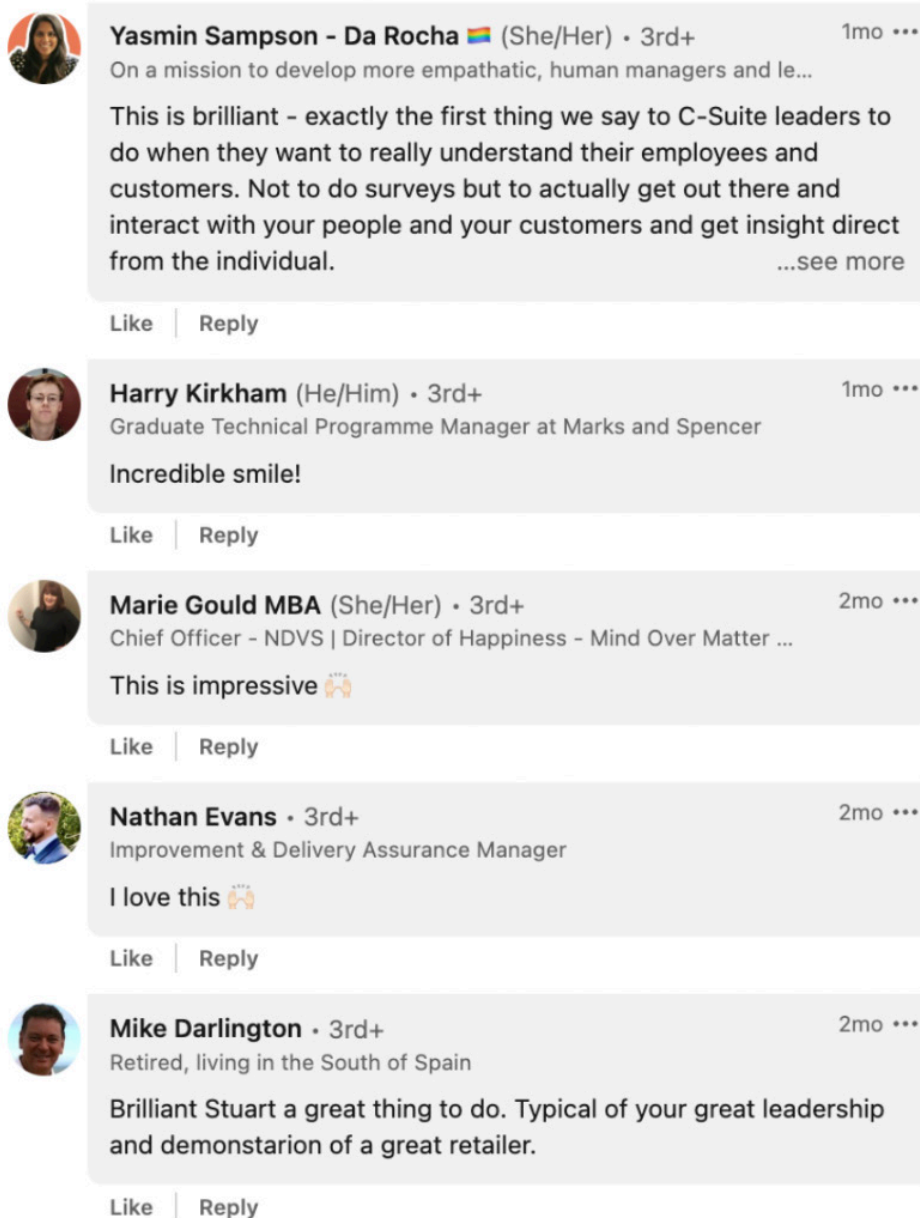 Yasmin Sampson - Da Rocha 🏳️‍🌈 (She/Her) • 3rd+ 1mo •••
On a mission to develop more empathatic, human managers and le...
This is brilliant - exactly the first thing we say to C-Suite leaders to
do when they want to really understand their employees and
customers. Not to do surveys but to actually get out there and
interact with your people and your customers and get insight direct
from the individual. ...see more
Like Reply
Harry Kirkham (He/Him) • 3rd+ 1mo •••
Graduate Technical Programme Manager at Marks and Spencer
Incredible smile!
Like Reply
Marie Gould MBA (She/Her) • 3rd+ 2mo •••
Chief Officer - NDVS | Director of Happiness - Mind Over Matter ...
This is impressive 🙌🏻
Like Reply
Nathan Evans • 3rd+ 2mo •••
Improvement & Delivery Assurance Manager
I love this 🙌🏻
Like Reply
Mike Darlington • 3rd+ 2mo •••
Retired, living in the South of Spain
Brilliant Stuart a great thing to do. Typical of your great leadership
and demonstarion of a great retailer.
Like Reply